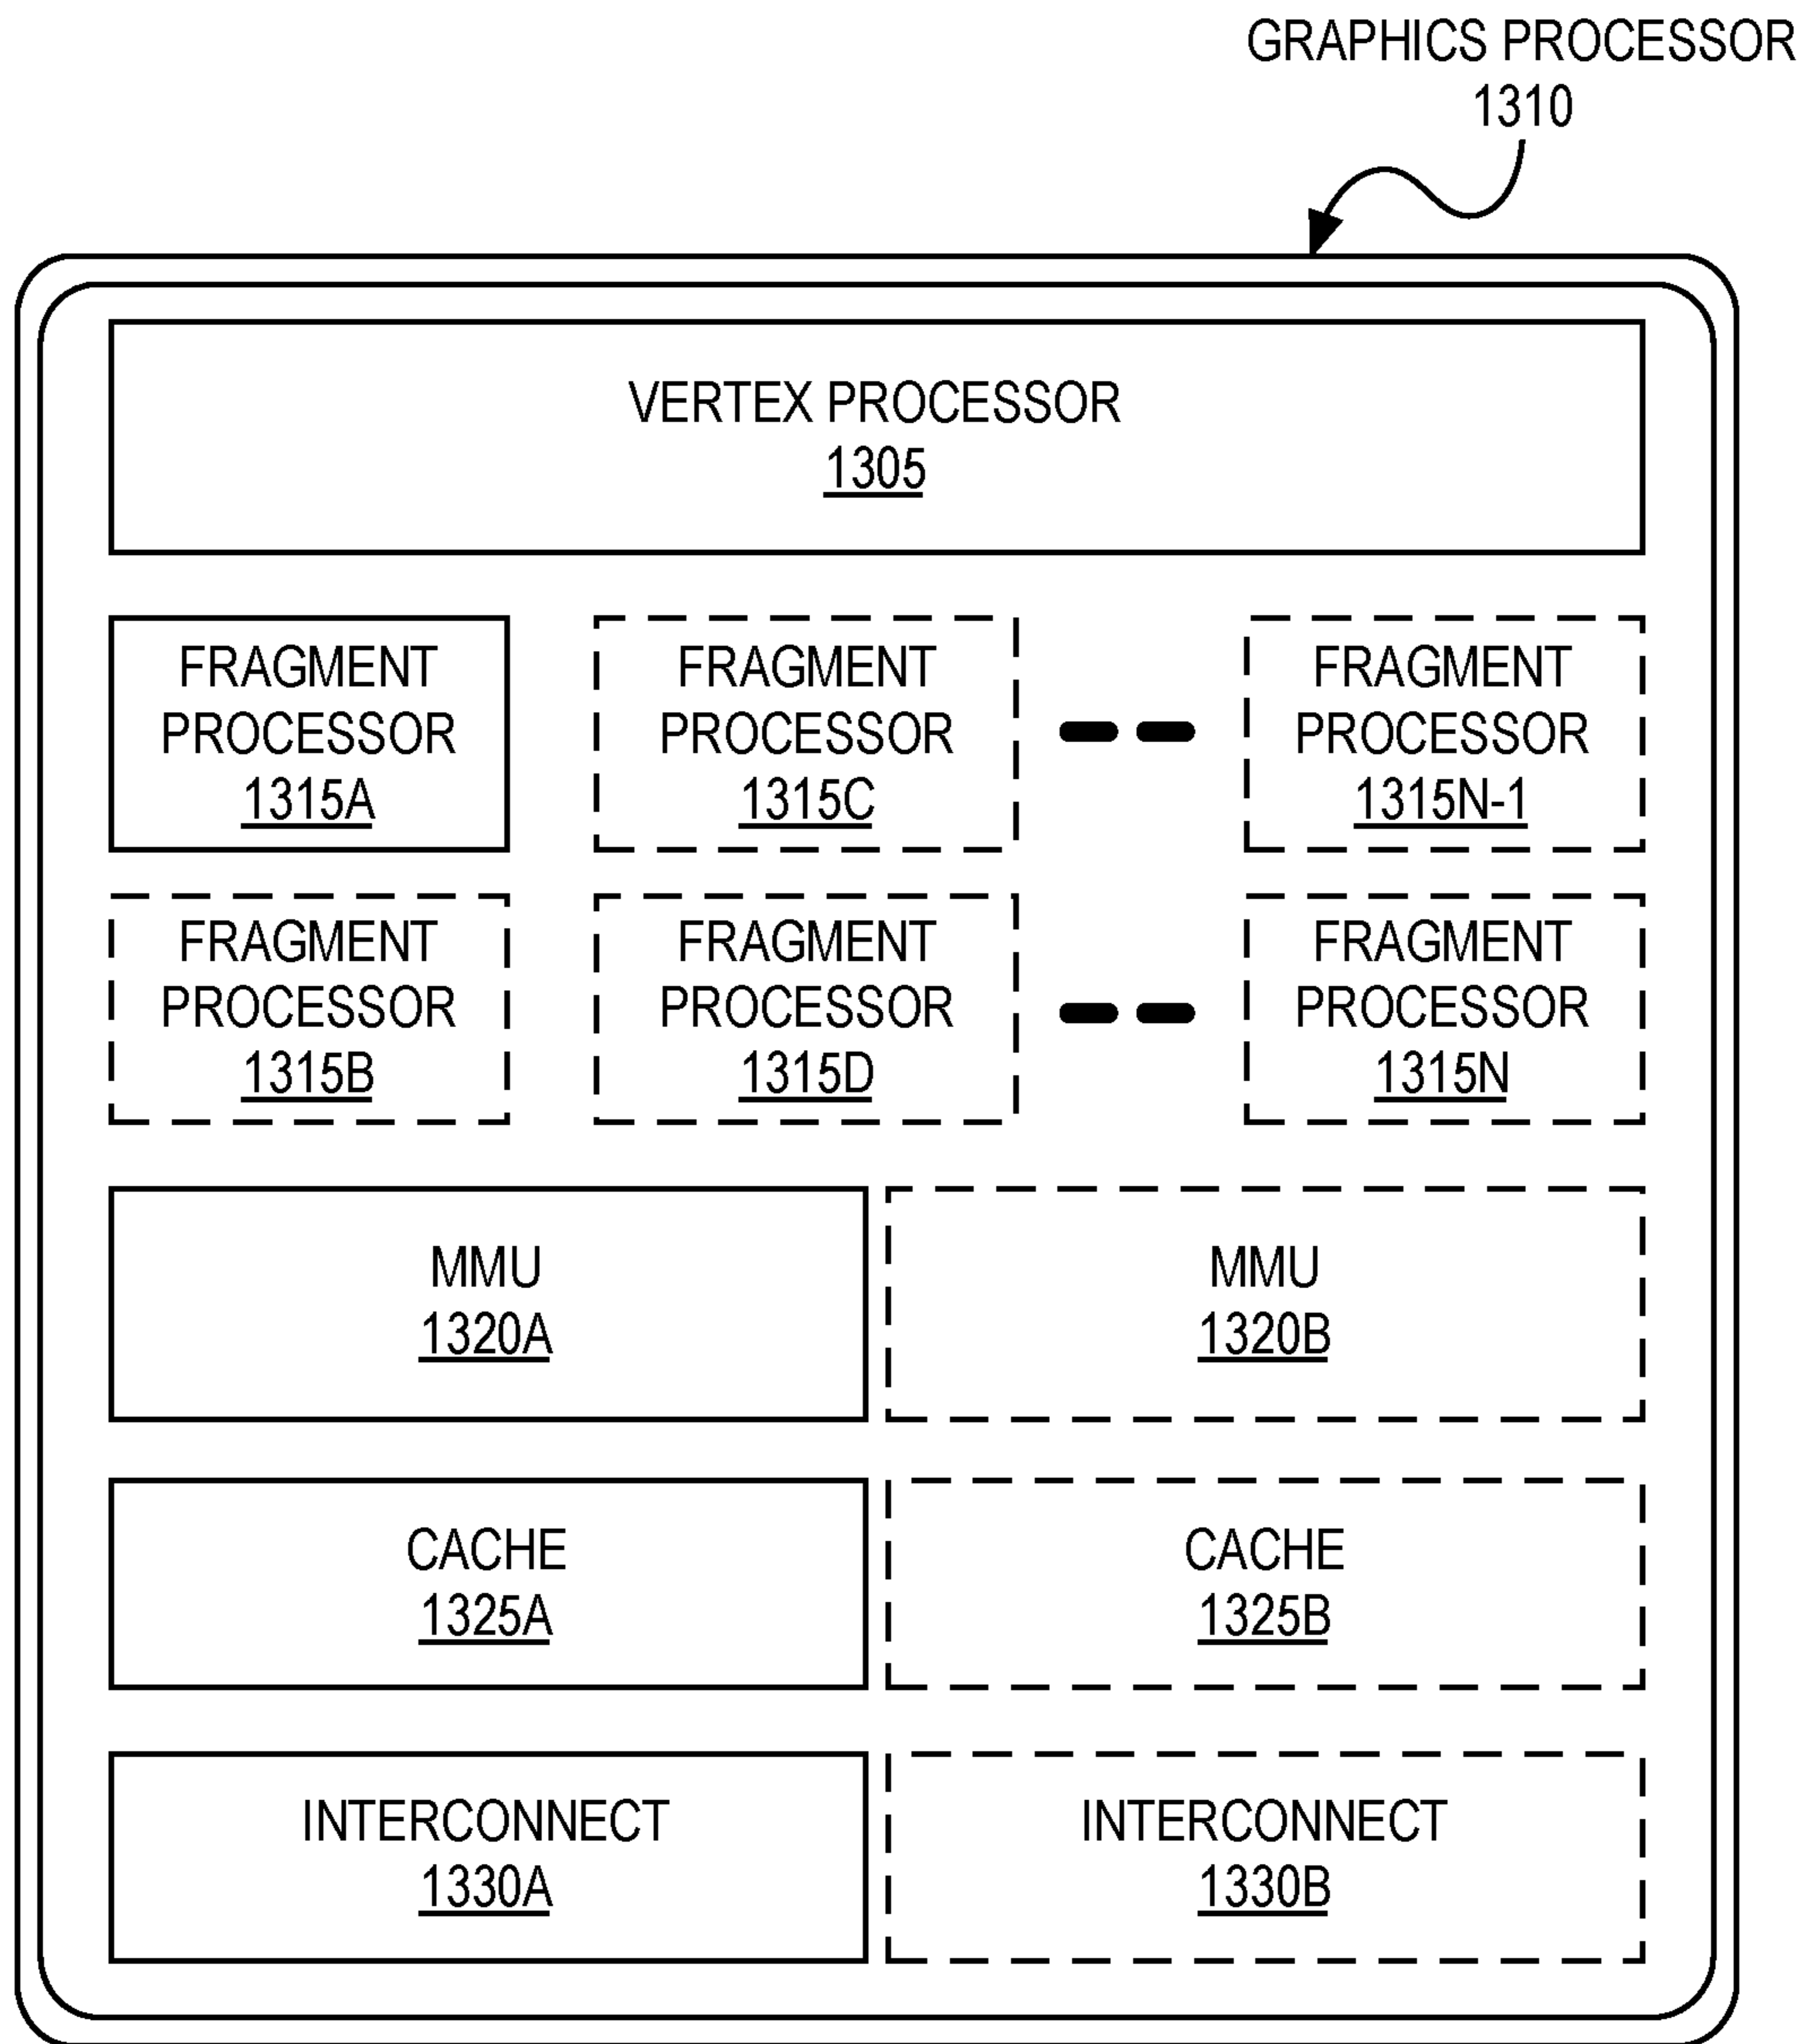 GRAPHICS PROCESSOR
1310
VERTEX PROCESSOR
1305
FRAGMENT
PROCESSOR
1315A
FRAGMENT
PROCESSOR
1315C
FRAGMENT
PROCESSOR
1315N-1
FRAGMENT
PROCESSOR
1315B
FRAGMENT
PROCESSOR
1315D
FRAGMENT
PROCESSOR
1315N
MMU
1320A
MMU
1320B
CACHE
1325A
CACHE
1325B
INTERCONNECT
1330A
INTERCONNECT
1330B